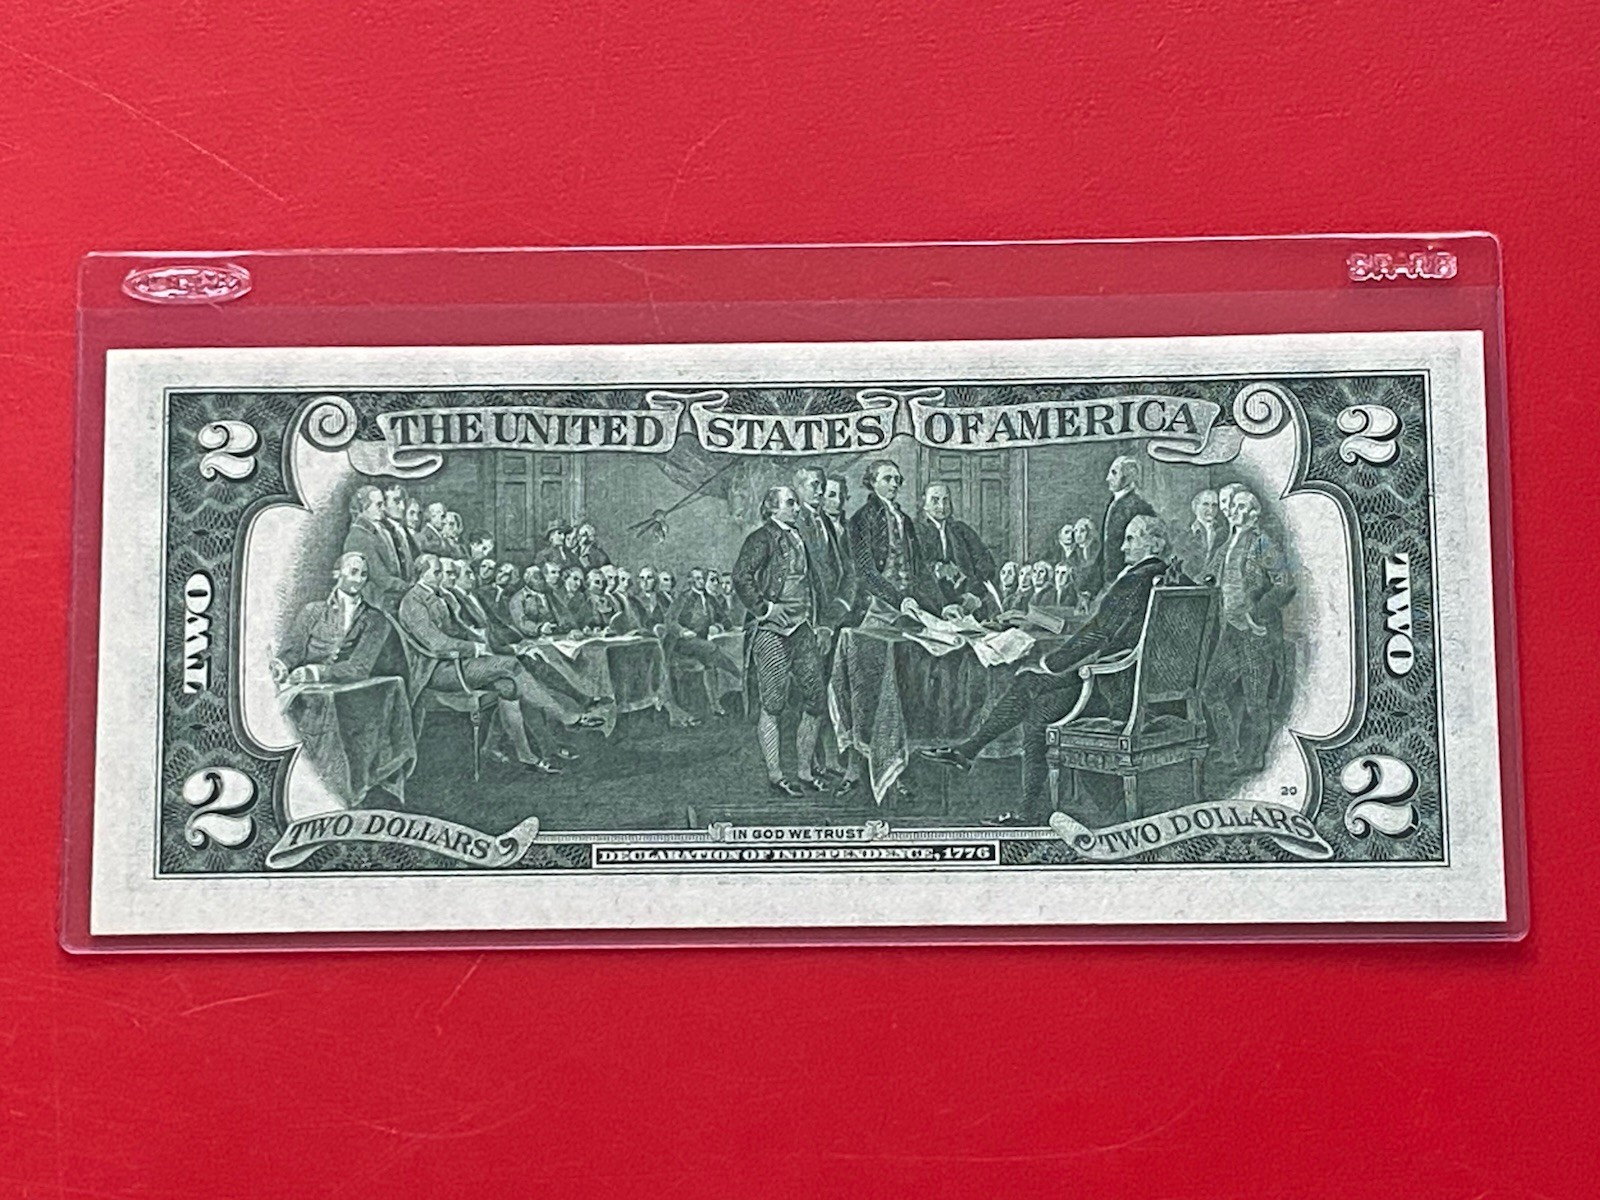 THE UNITED STATES OF AMERICA
2
2
TWO
TWO
20
2
2
TWO DOLLARS
TWO DOLLARS
IN GOD WE TRUST
DECLARATION OF INDEPENDENCE, 1776